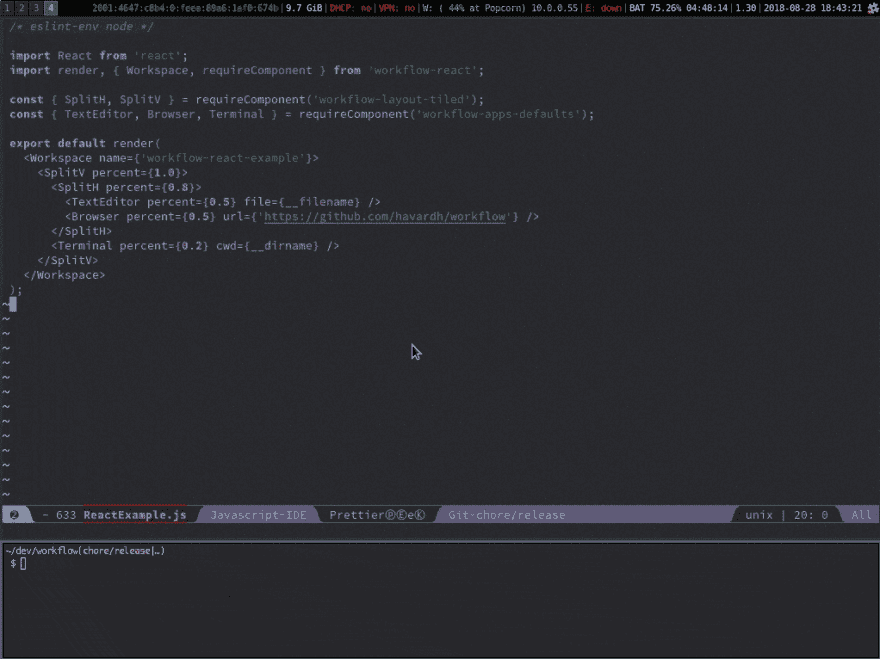 1 2 3 4 2001:4647:c8b4:0:feee:89a6:1af0:674b|9.7 GiB|DHCP: no|VPN: no|W: ( 44% at Popcorn) 10.0.0.55|E: down|BAT 75.26% 04:48:14|1.30|2018-08-28 18:43:21
/* eslint-env node */
import React from 'react';
import render, { Workspace, requireComponent } from 'workflow-react';
const { SplitH, SplitV } = requireComponent('workflow-layout-tiled');
const { TextEditor, Browser, Terminal } = requireComponent('workflow-apps-defaults');
export default render(
<Workspace name={'workflow-react-example'}>
<SplitV percent={1.0}>
<SplitH percent={0.8}>
<TextEditor percent={0.5} file={__filename} />
<Browser percent={0.5} url={'https://github.com/havardh/workflow'} />
</SplitH>
<Terminal percent={0.2} cwd={__dirname} />
</SplitV>
</Workspace>
);
~
~
~
~
~
~
~
~
~
~
~
~
~
~
❷ - 633 ReactExample.js Javascript-IDE PrettierⓟⒺeⓀ Git-chore/release unix | 20: 0 All
~/dev/workflow(chore/release|…)
$